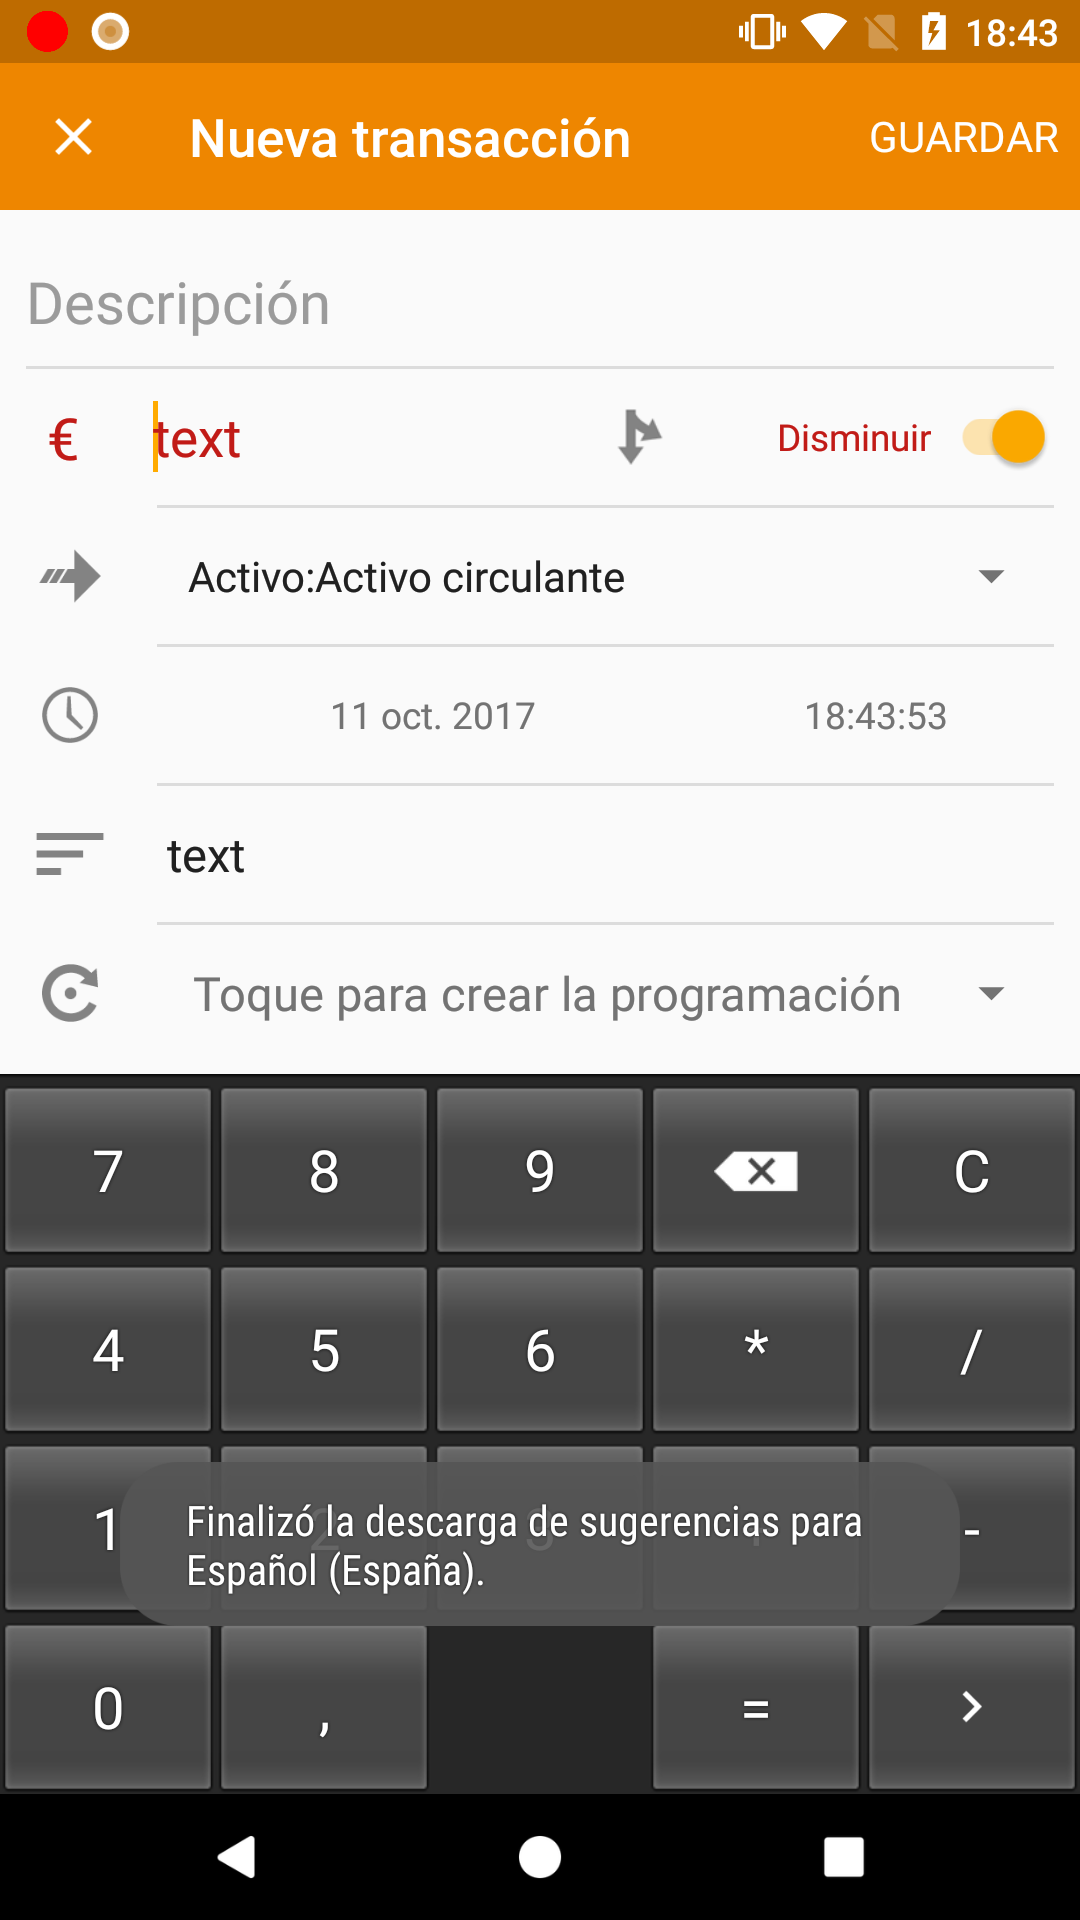 18:43
Nueva transacción GUARDAR
Descripción
€ text Disminuir
Activo:Activo circulante
11 oct. 2017 18:43:53
text
Toque para crear la programación
7 8 9 C
4 5 6 * /
1 2 3 + -
Finalizó la descarga de sugerencias para
Español (España).
0 , = >